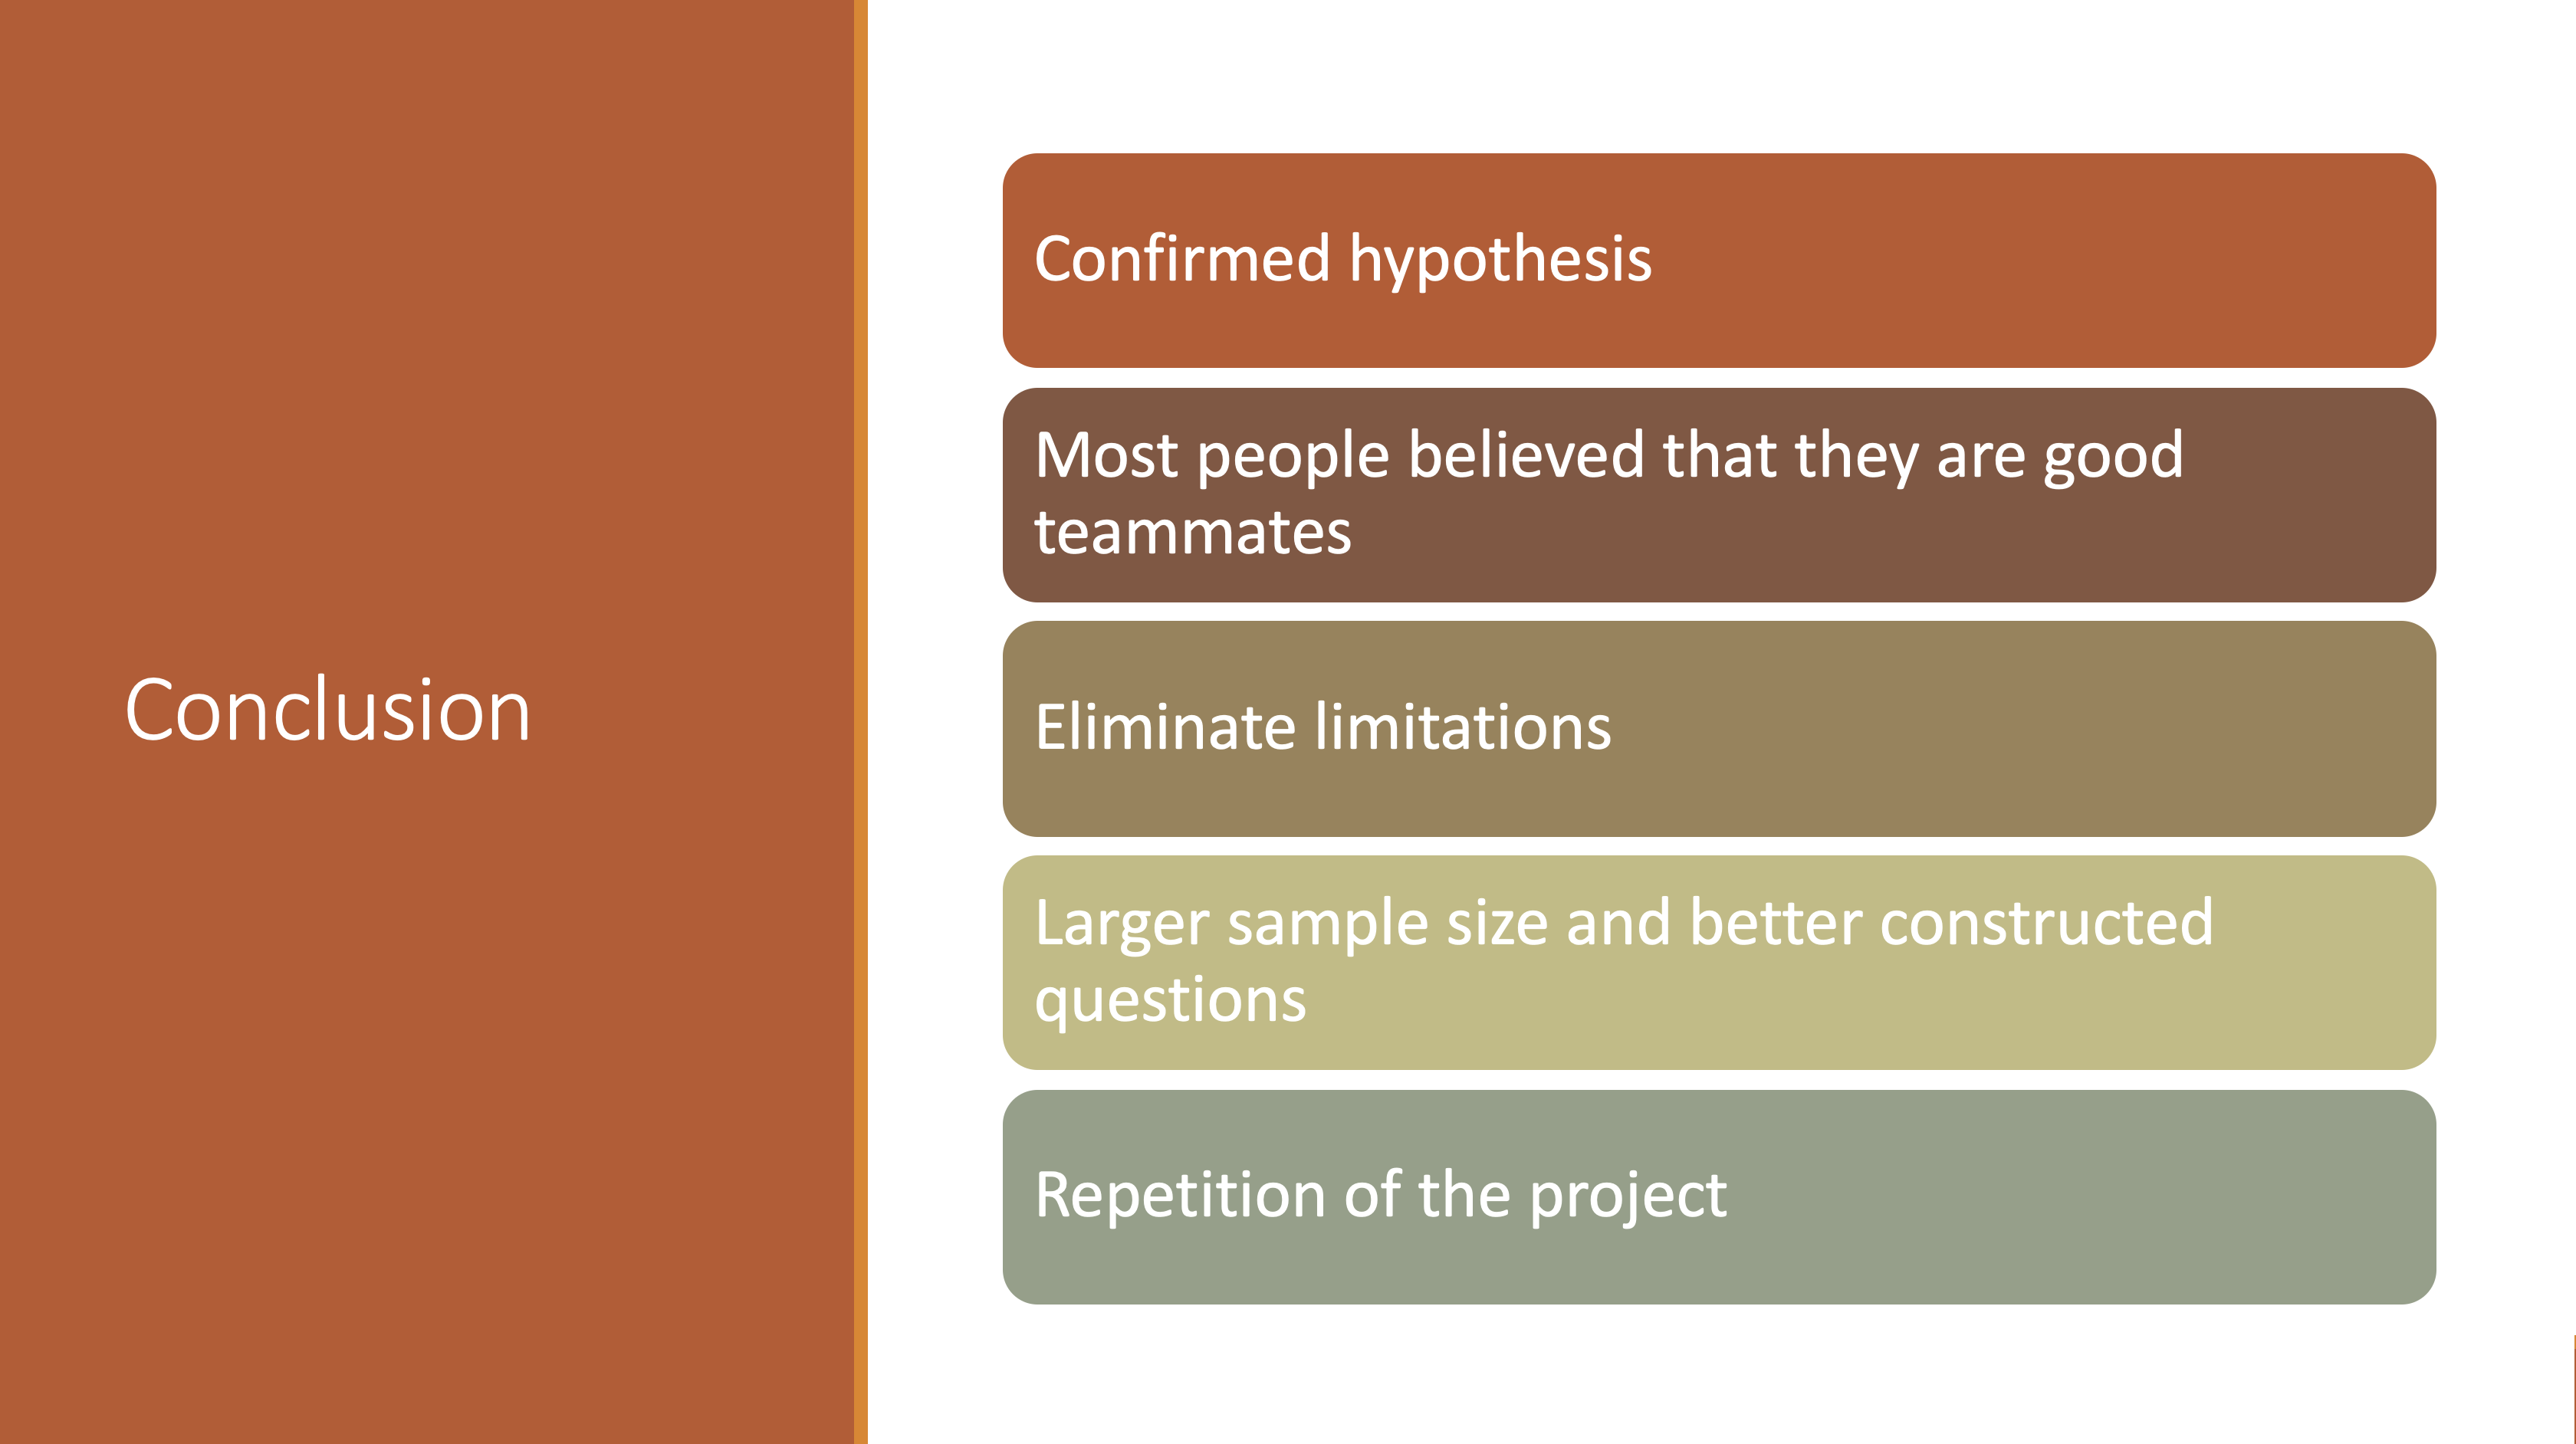 Conclusion
Confirmed hypothesis
Most people believed that they are good
teammates
Eliminate limitations
Larger sample size and better constructed
questions
Repetition of the project